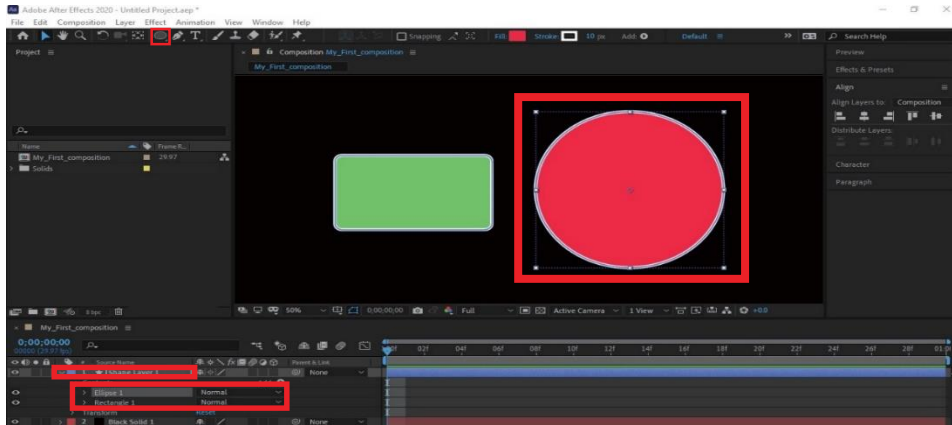 Adobe After Effects 2020 - Untitled Project.aep *
File Edit Composition Layer Effect Animation View Window Help
Snapping Fill: Stroke: 10 px Add: Default Search Help
Project Composition My_First_composition Preview
My_First_composition
Effects & Presets
Align
Align Layers to: Composition
Distribute Layers:
Name Frame R...
My_First_composition 29.97
Solids
Character
Paragraph
8 bpc 50% 0;00;00;00 Full Active Camera 1 View +0.0
My_First_composition
0;00;00;00
00000 (29.97 fps)
02f 04f 06f 08f 10f 12f 14f 16f 18f 20f 22f 24f 26f 28f
# Source Name Parent & Link
1 Shape Layer 1 None
Ellipse 1 Normal
Rectangle 1 Normal
Transform Reset
2 Black Solid 1 None